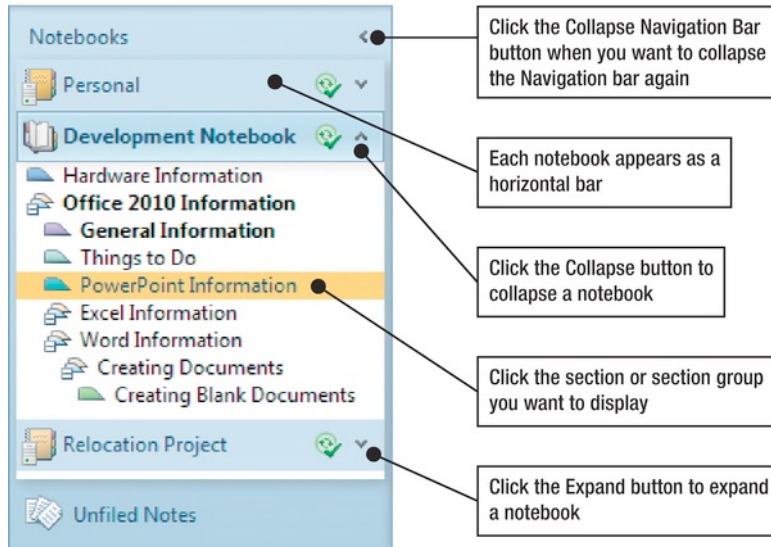 Notebooks
Personal
Development Notebook
Hardware Information
Office 2010 Information
General Information
Things to Do
PowerPoint Information
Excel Information
Word Information
Creating Documents
Creating Blank Documents
Relocation Project
Unfiled Notes
Click the Collapse Navigation Bar
button when you want to collapse
the Navigation bar again
Each notebook appears as a
horizontal bar
Click the Collapse button to
collapse a notebook
Click the section or section group
you want to display
Click the Expand button to expand
a notebook